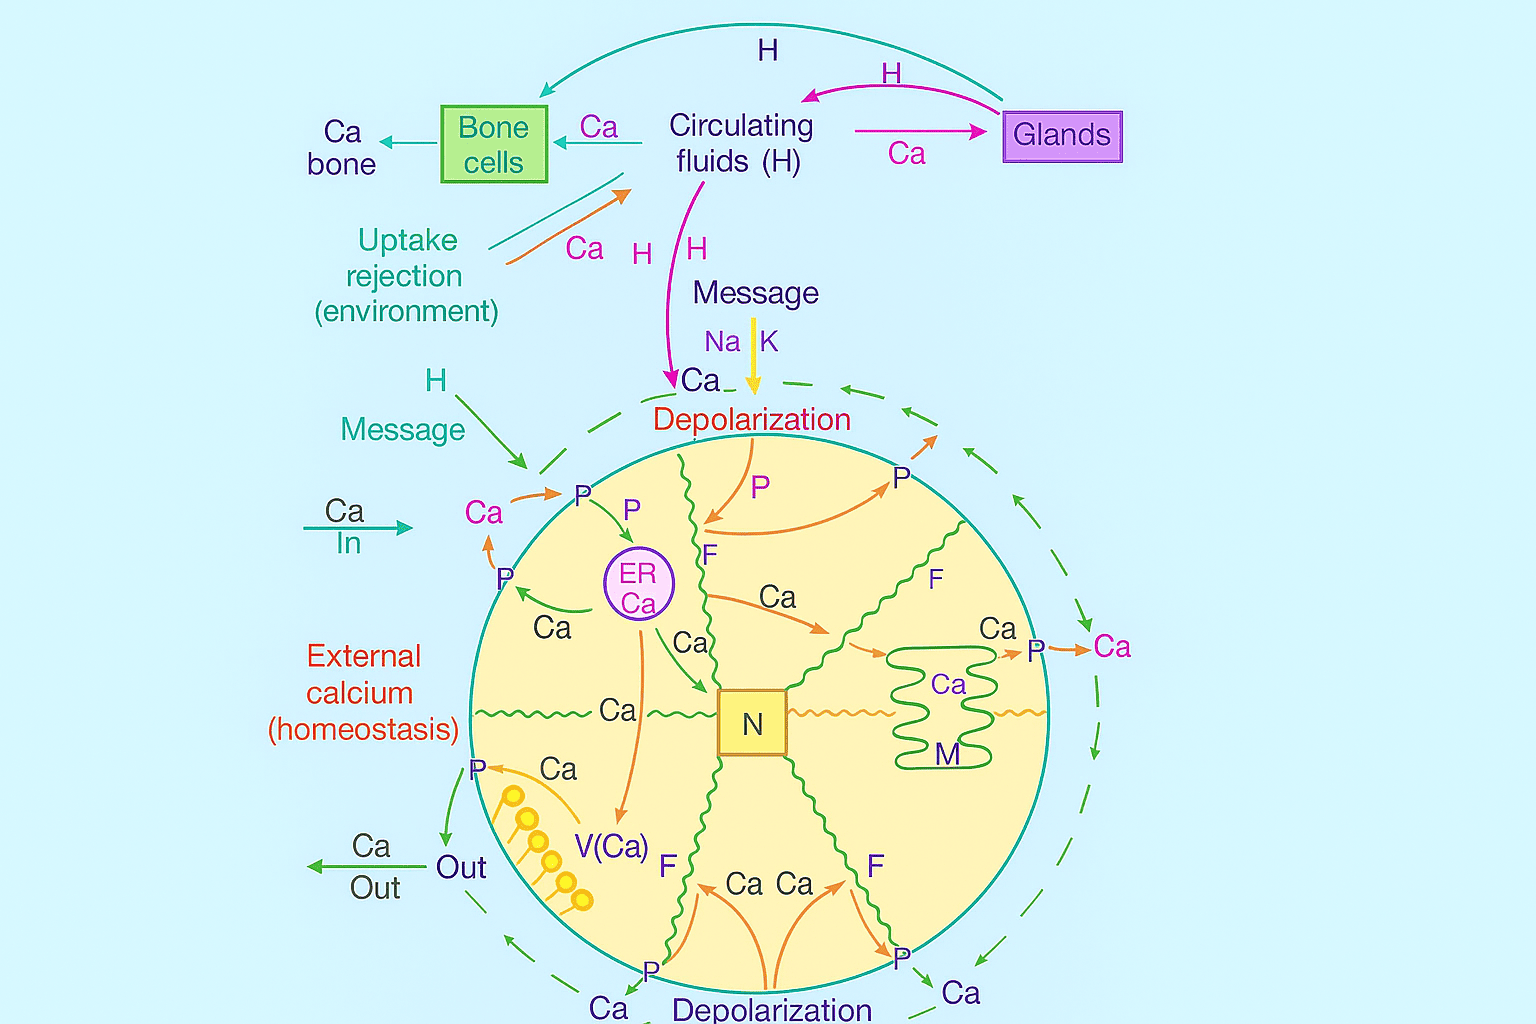 H
H
Ca
bone
Bone
cells
Ca
Circulating
fluids (H)
Ca
Glands
Uptake
rejection
(environment)
Ca
H
H
Message
Na
K
H
Message
Ca
Depolarization
Ca
In
Ca
P
P
P
P
F
F
ER
Ca
P
Ca
Ca
Ca
Ca
P
Ca
External
calcium
(homeostasis)
Ca
N
Ca
M
P
Ca
V(Ca)
F
F
Ca
Out
Out
Ca
Ca
P
P
Ca
Depolarization
Ca